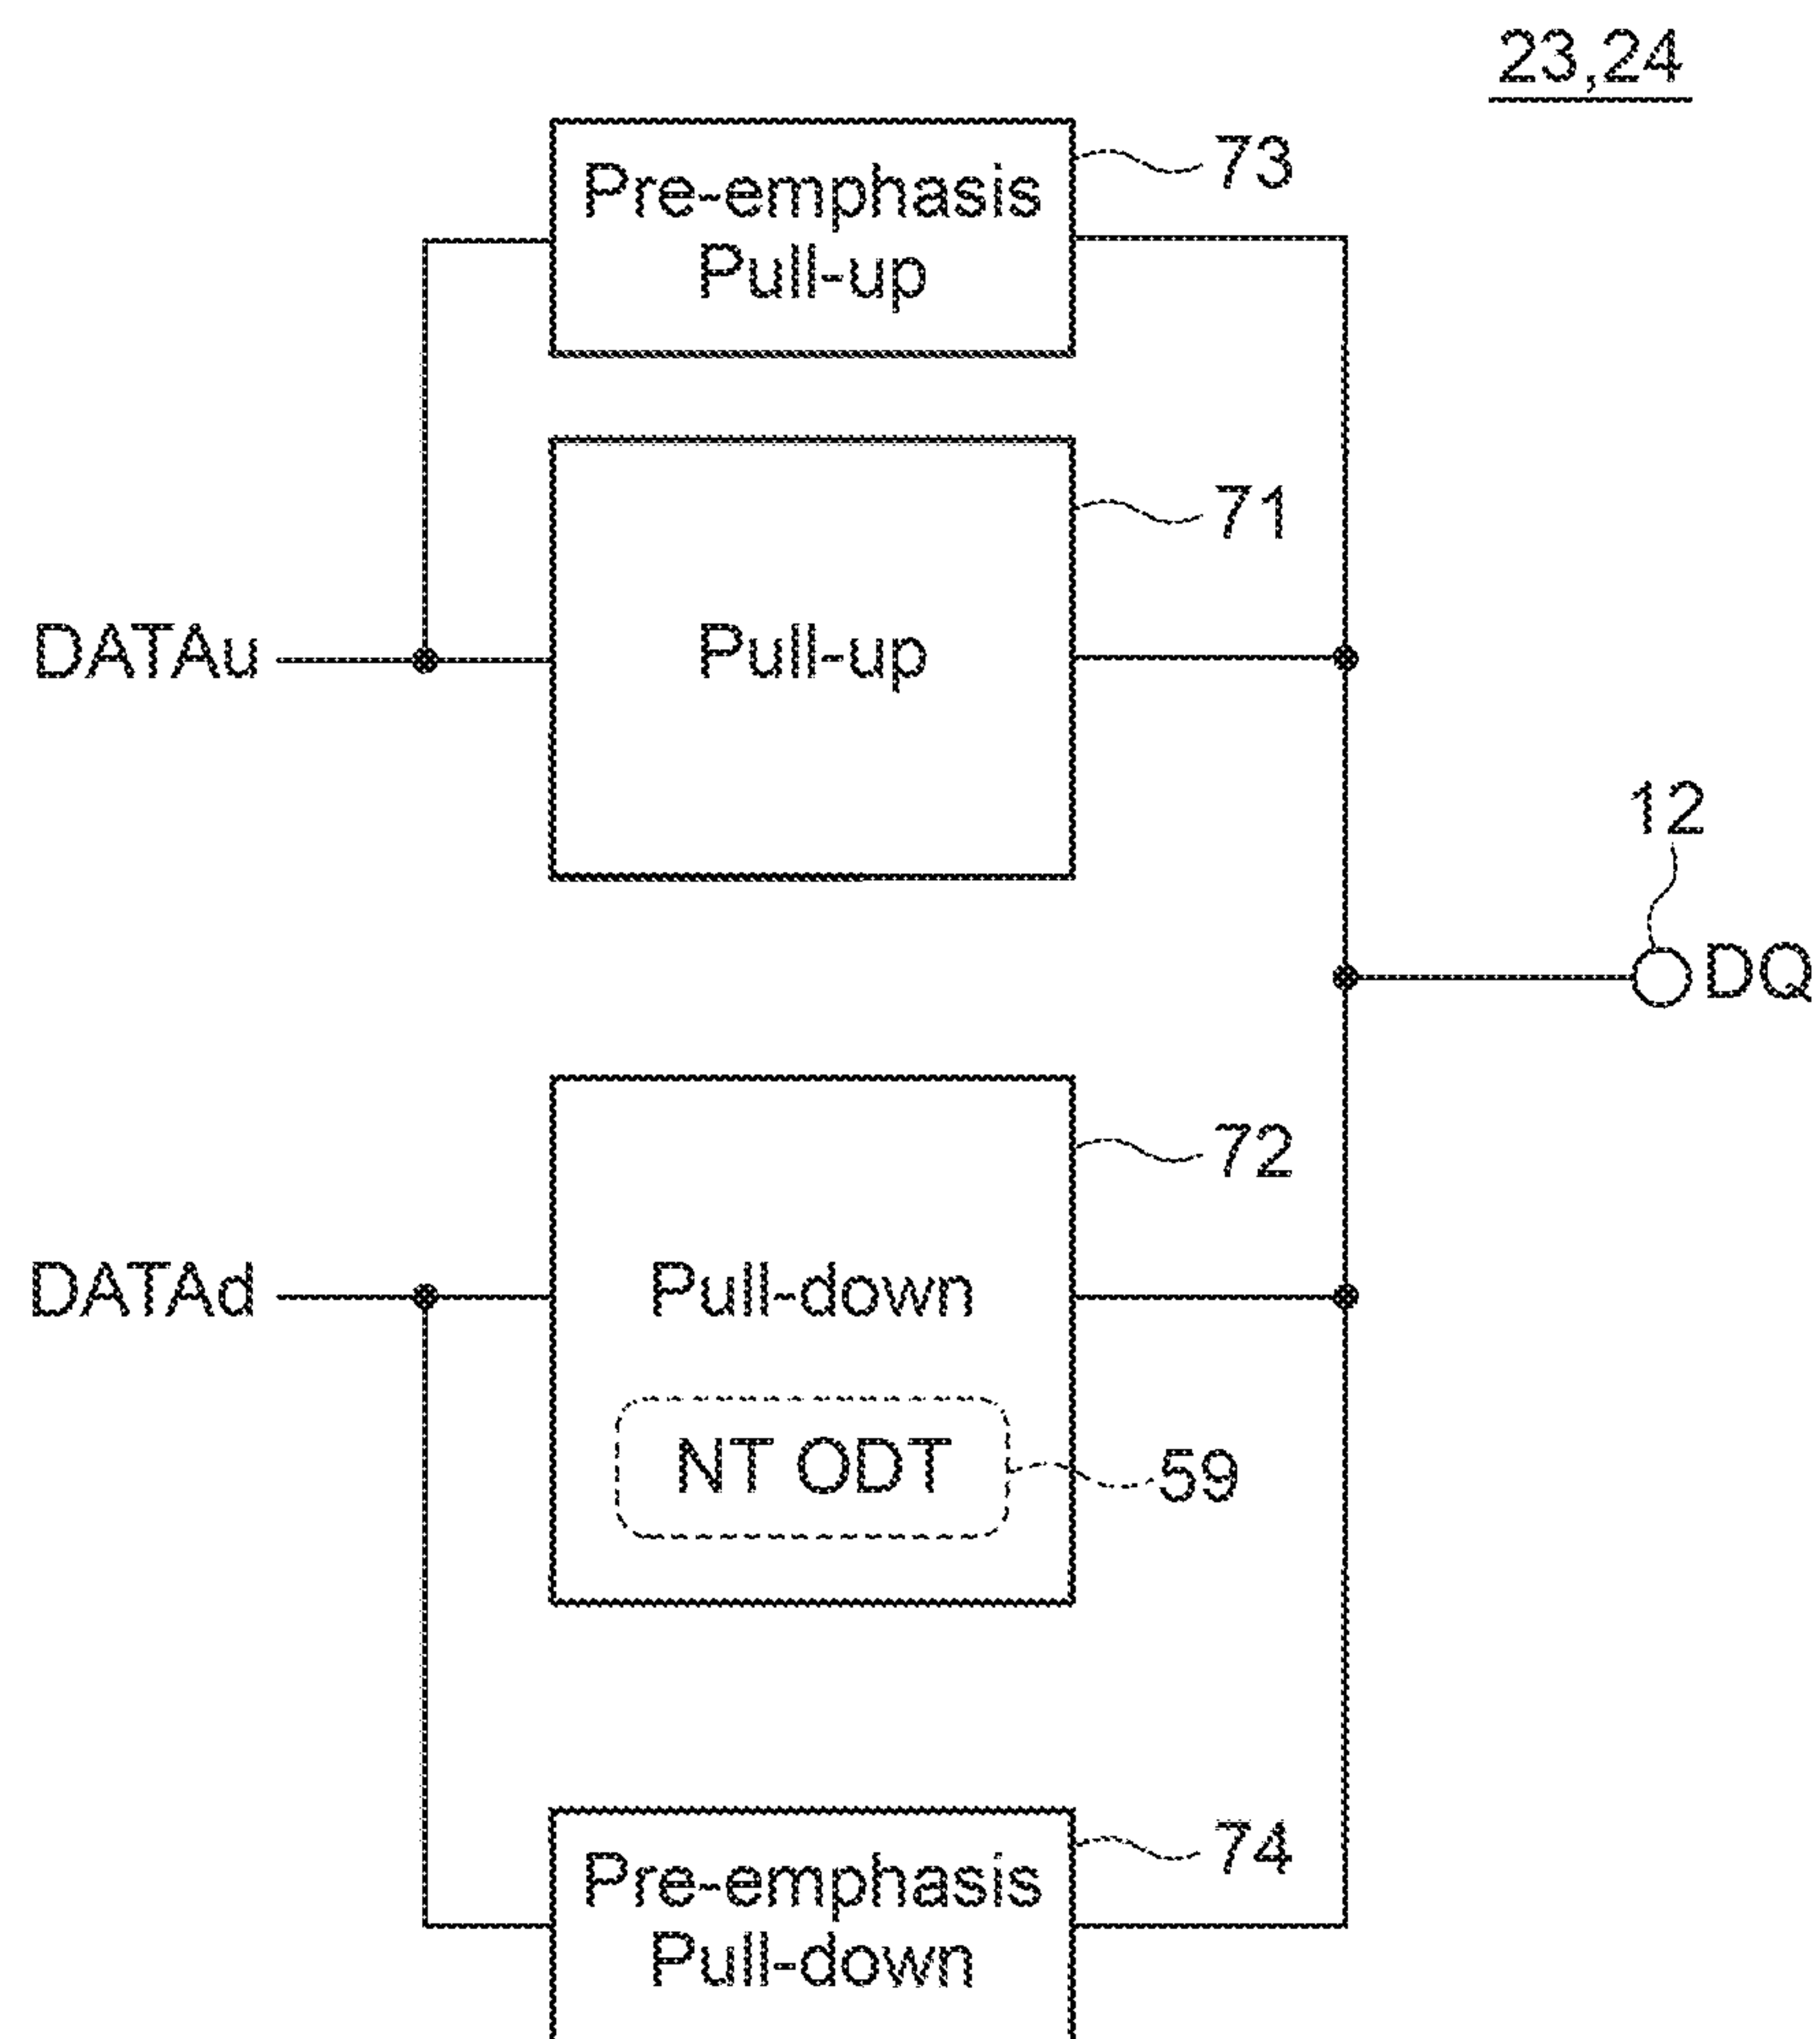 23,24
Pre-emphasis
Pull-up
73
71
DATAu
Pull-up
12
DQ
72
DATAd
Pull-down
NT ODT
59
74
Pre-emphasis
Pull-down